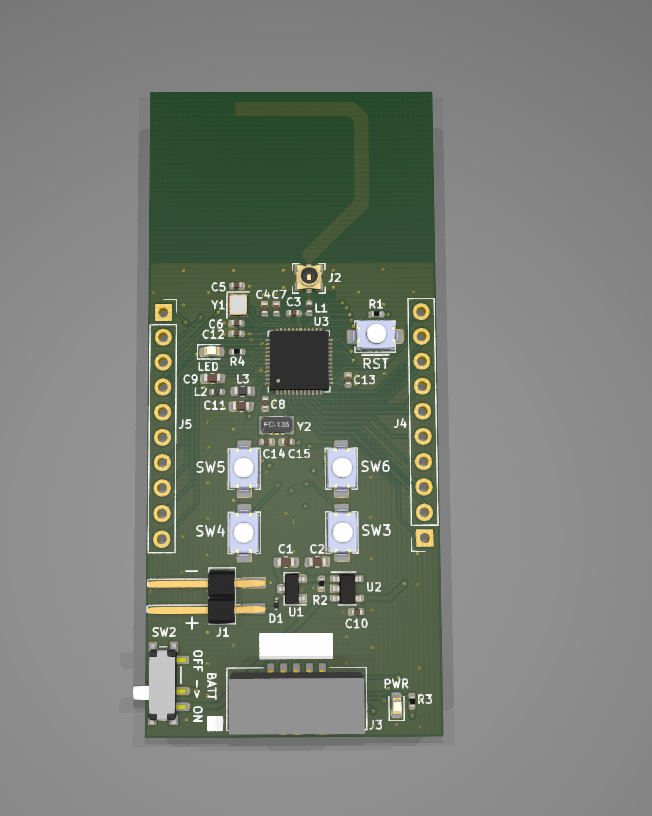 J2
C5
Y1
C4 C7
C3
L1
U3
R1
C6
C12
RST
LED
R4
C9
L3
L2
C13
C11
C8
J5
J4
FC-135
Y2
C14 C15
SW5
SW6
SW4
SW3
C1
C2
U2
R2
U1
D1
C10
−
+
J1
SW2
OFF
BATT
ON
PWR
R3
J3